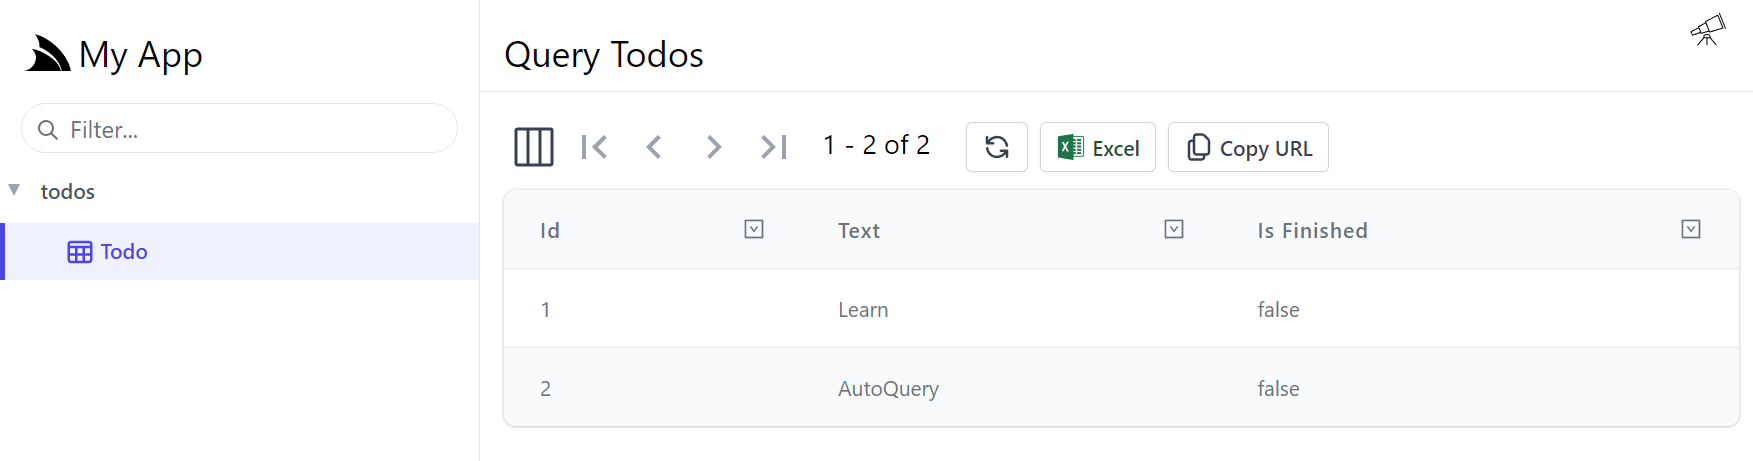 My App
Filter...
todos
Todo
Query Todos
1 - 2 of 2
Excel
Copy URL
Id Text Is Finished
1 Learn false
2 AutoQuery false